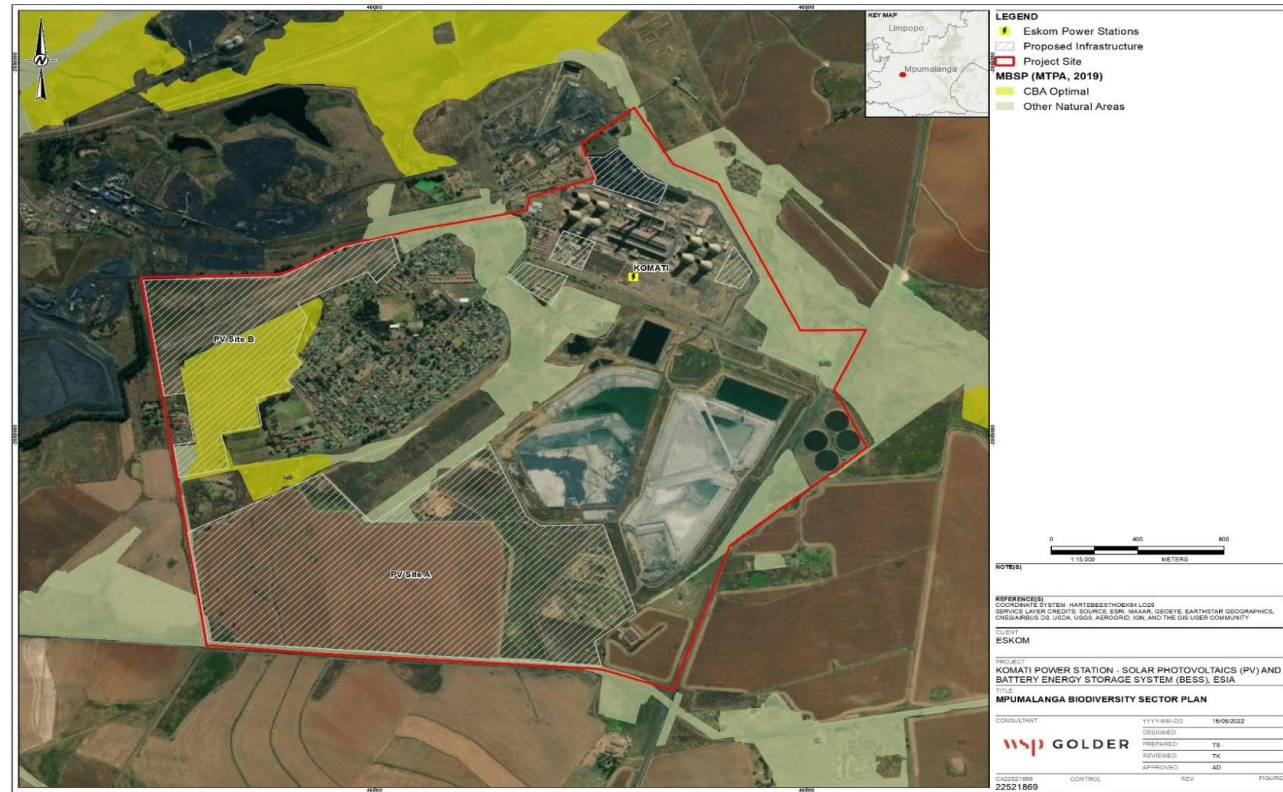 48000
48000
KEY MAP
Limpopo
Mpumalanga
KOMATI
PV Site B
PV Site A
LEGEND
Eskom Power Stations
Proposed Infrastructure
Project Site
MBSP (MTPA, 2019)
CBA Optimal
Other Natural Areas
0 400 800
1:15,000 METERS
NOTE(S)
REFERENCE(S)
COORDINATE SYSTEM: HARTEBEESTHOEK94 LO29
SERVICE LAYER CREDITS: SOURCE: ESRI, MAXAR, GEOEYE, EARTHSTAR GEOGRAPHICS,
CNES/AIRBUS DS, USDA, USGS, AEROGRID, IGN, AND THE GIS USER COMMUNITY
CLIENT
ESKOM
PROJECT
KOMATI POWER STATION - SOLAR PHOTOVOLTAICS (PV) AND
BATTERY ENERGY STORAGE SYSTEM (BESS), ESIA
TITLE
MPUMALANGA BIODIVERSITY SECTOR PLAN
CONSULTANT
wsp GOLDER
YYYY-MM-DD
DESIGNED
PREPARED TS
REVIEWED TK
APPROVED AD
CONTROL REV. FIGURE
22521869